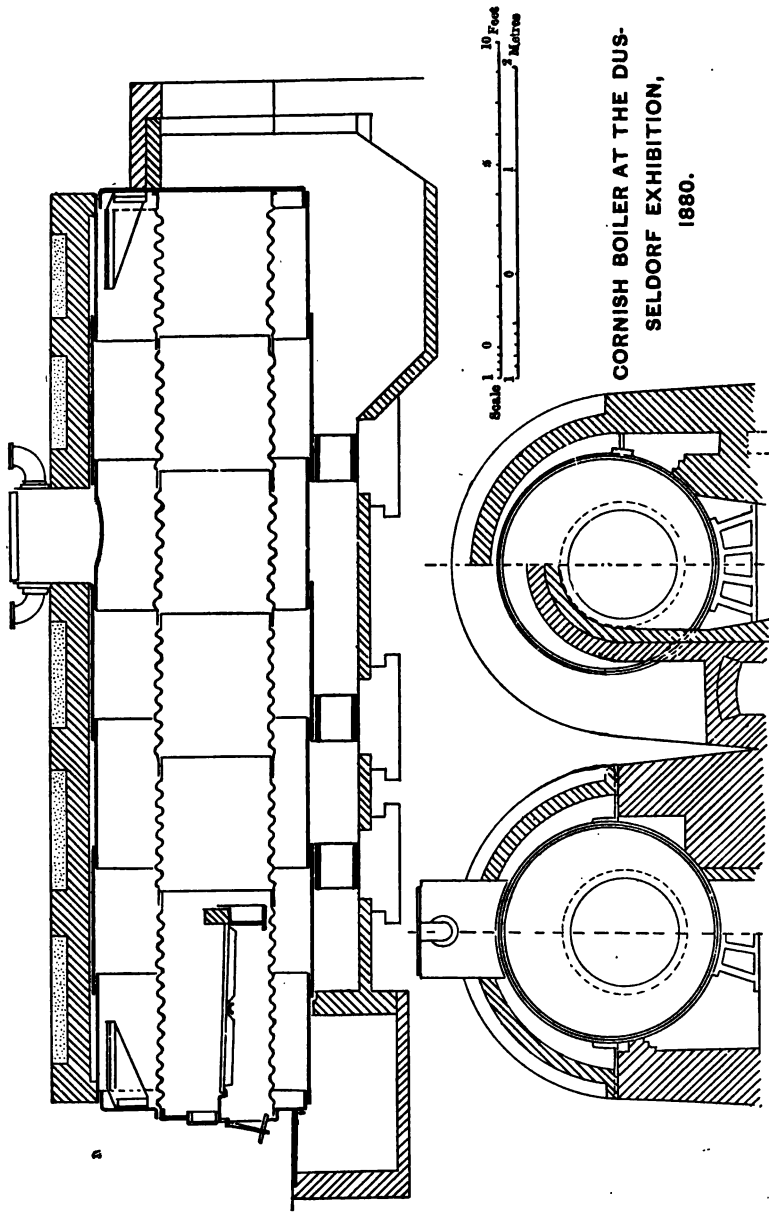 10 Feet
2 Metres
5
1
0
0
Scale 1
1
CORNISH BOILER AT THE DUS-
SELDORF EXHIBITION,
1880.